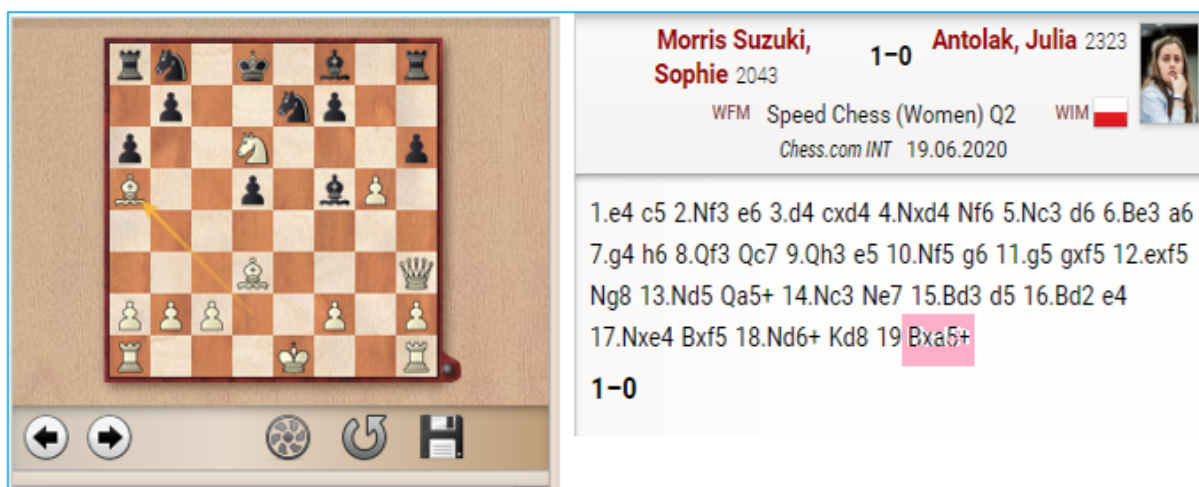 Morris Suzuki, 1–0 Antolak, Julia 2323
Sophie 2043
WFM Speed Chess (Women) Q2 WIM
Chess.com INT 19.06.2020
1.e4 c5 2.Nf3 e6 3.d4 cxd4 4.Nxd4 Nf6 5.Nc3 d6 6.Be3 a6
7.g4 h6 8.Qf3 Qc7 9.Qh3 e5 10.Nf5 g6 11.g5 gxf5 12.exf5
Ng8 13.Nd5 Qa5+ 14.Nc3 Ne7 15.Bd3 d5 16.Bd2 e4
17.Nxe4 Bxf5 18.Nd6+ Kd8 19 Bxa5+
1–0